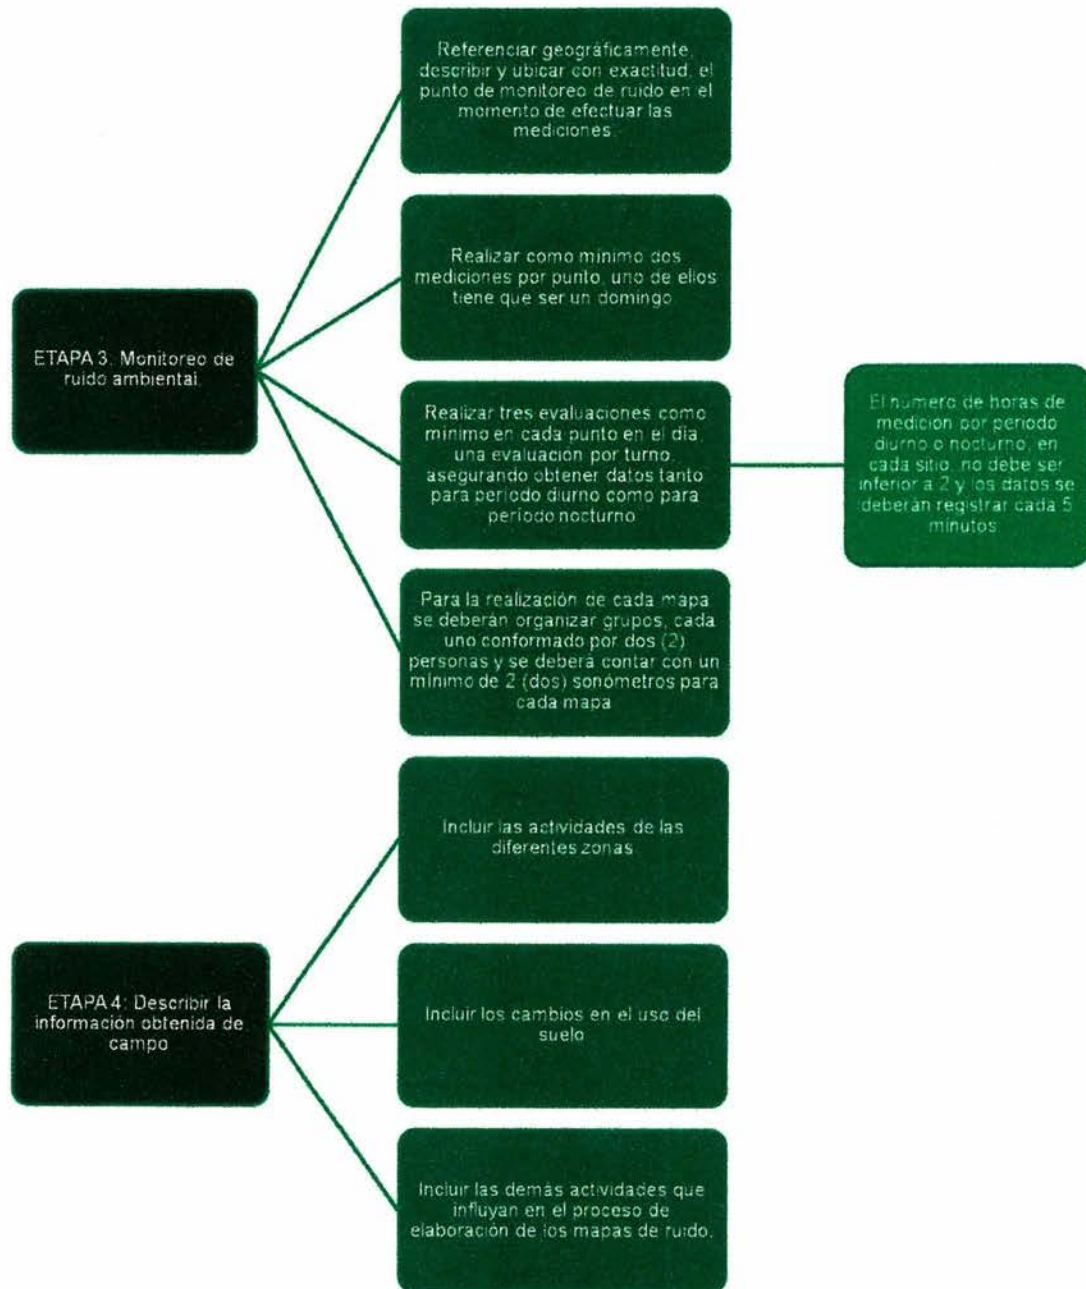 Referenciar geográficamente,
describir y ubicar con exactitud, el
punto de monitoreo de ruido en el
momento de efectuar las
mediciones.
Realizar como mínimo dos
mediciones por punto, uno de ellos
tiene que ser un domingo
ETAPA 3. Monitoreo de
ruido ambiental.
Realizar tres evaluaciones como
mínimo en cada punto en el día,
una evaluación por turno,
asegurando obtener datos tanto
para período diurno como para
período nocturno
El número de horas de
medición por periodo
diurno o nocturno, en
cada sitio, no debe ser
inferior a 2 y los datos se
deberán registrar cada 5
minutos
Para la realización de cada mapa
se deberán organizar grupos, cada
uno conformado por dos (2)
personas y se deberá contar con un
mínimo de 2 (dos) sonómetros para
cada mapa
Incluir las actividades de las
diferentes zonas
ETAPA 4: Describir la
información obtenida de
campo
Incluir los cambios en el uso del
suelo
Incluir las demás actividades que
influyan en el proceso de
elaboración de los mapas de ruido.